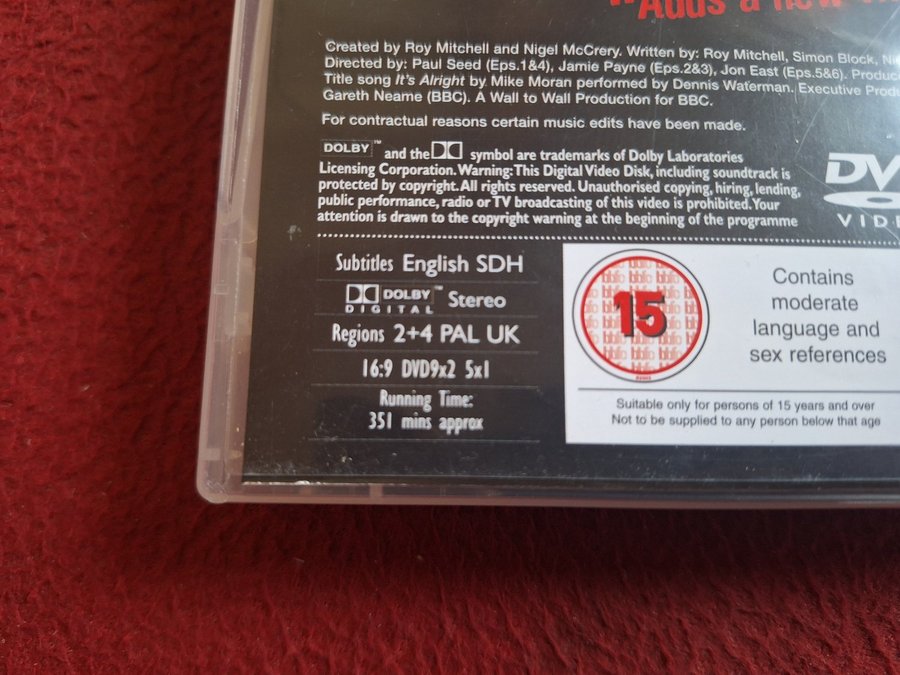 "Adds a new
Created by Roy Mitchell and Nigel McCrery. Written by: Roy Mitchell, Simon Block,
Directed by: Paul Seed (Eps.1&4), Jamie Payne (Eps.2&3), Jon East (Eps.5&6).
Title song It's Alright by Mike Moran performed by Dennis Waterman. Executive
Gareth Neame (BBC). A Wall to Wall Production for BBC.
For contractual reasons certain music edits have been made.
DOLBY™ and the symbol are trademarks of Dolby Laboratories
Licensing Corporation. Warning: This Digital Video Disk, including soundtrack is
protected by copyright. All rights reserved. Unauthorised copying, hiring, lending,
public performance, radio or TV broadcasting of this video is prohibited. Your
attention is drawn to the copyright warning at the beginning of the programme
Subtitles English SDH
DOLBY™ DIGITAL Stereo
Regions 2+4 PAL UK
16:9 DVD9x2 5x1
Running Time:
351 mins approx
15
Contains
moderate
language and
sex references
Suitable only for persons of 15 years and over
Not to be supplied to any person below that age